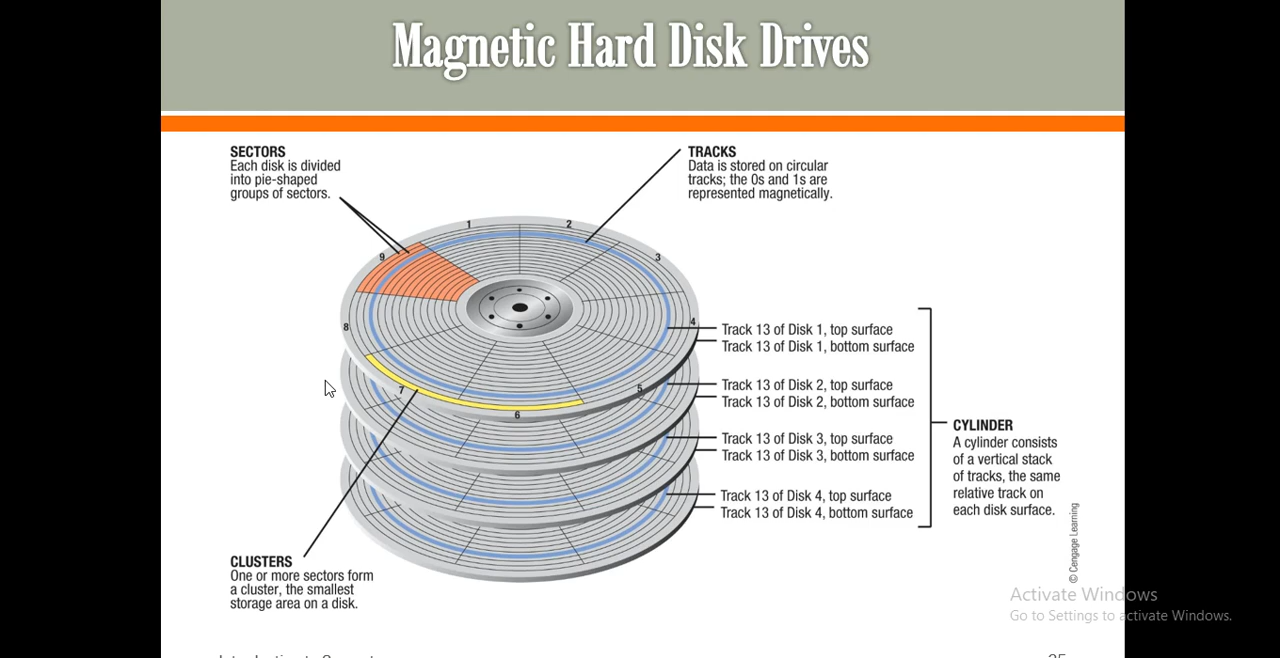 Magnetic Hard Disk Drives
SECTORS
Each disk is divided
into pie-shaped
groups of sectors.
TRACKS
Data is stored on circular
tracks; the 0s and 1s are
represented magnetically.
1
2
3
4
5
6
7
8
9
Track 13 of Disk 1, top surface
Track 13 of Disk 1, bottom surface
Track 13 of Disk 2, top surface
Track 13 of Disk 2, bottom surface
Track 13 of Disk 3, top surface
Track 13 of Disk 3, bottom surface
Track 13 of Disk 4, top surface
Track 13 of Disk 4, bottom surface
CYLINDER
A cylinder consists
of a vertical stack
of tracks, the same
relative track on
each disk surface.
CLUSTERS
One or more sectors form
a cluster, the smallest
storage area on a disk.
© Cengage Learning
Activate Windows
Go to Settings to activate Windows.